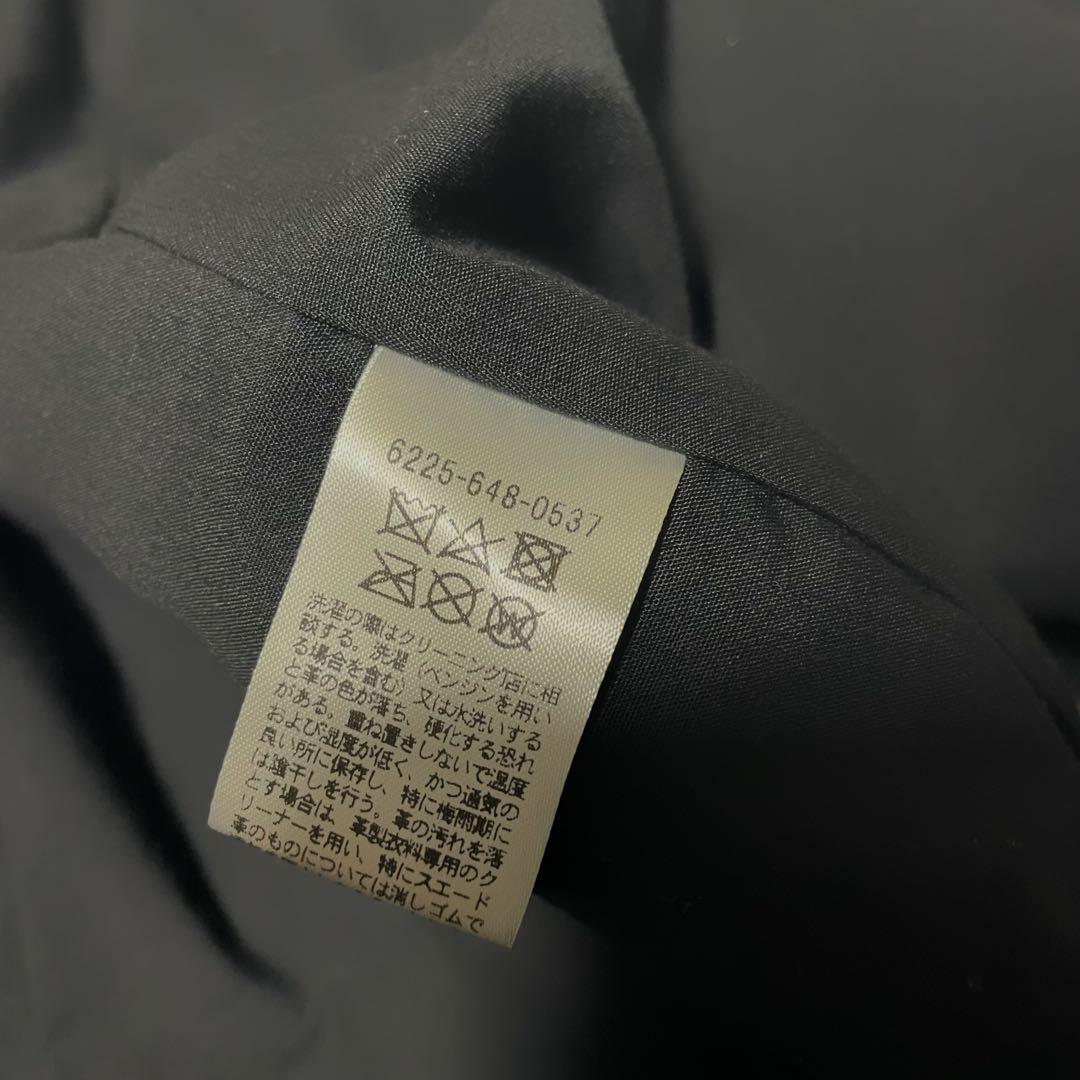 6225-648-0537
洗濯の際はクリーニング店に相
談する。洗濯(ベンジンを用い
る場合を含む)又は水洗いする
と革の色が落ち、硬化する恐れ
がある。重ね置きしないで温度
および湿度が低く、かつ通気の
良い所に保存し、特に梅雨期に
は陰干しを行う。革の汚れを落
とす場合は、革製衣料専用のク
リーナーを用い、特にスエード
革のものについては消しゴムで